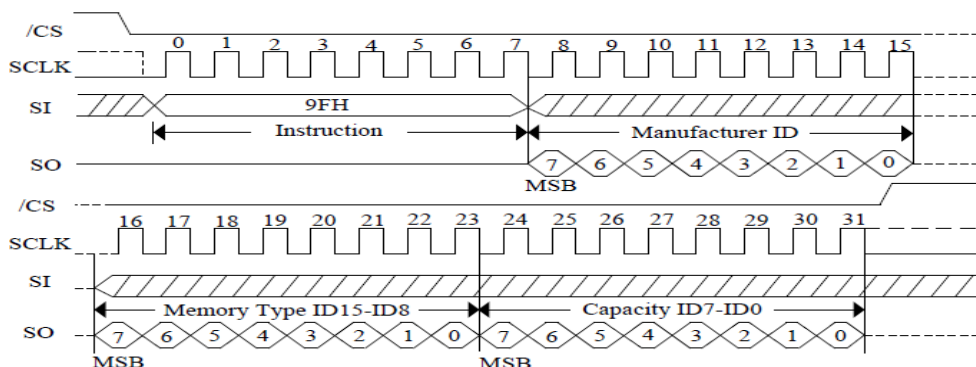 /CS
0 1 2 3 4 5 6 7 8 9 10 11 12 13 14 15
SCLK
SI 9FH
Instruction Manufacturer ID
SO 7 6 5 4 3 2 1 0
MSB
/CS
16 17 18 19 20 21 22 23 24 25 26 27 28 29 30 31
SCLK
SI
Memory Type ID15-ID8 Capacity ID7-ID0
SO 7 6 5 4 3 2 1 0 7 6 5 4 3 2 1 0
MSB MSB